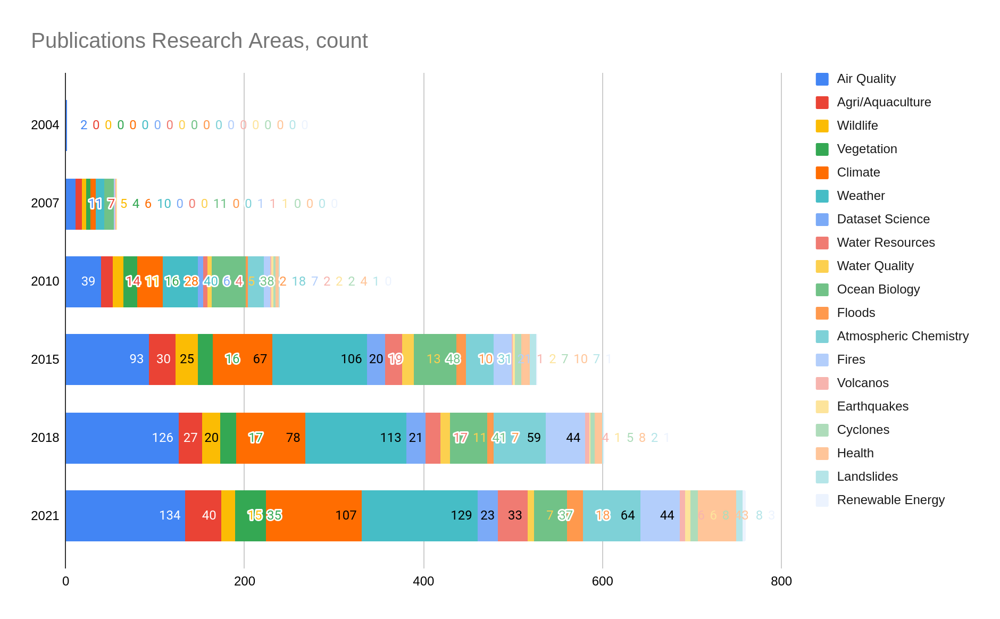 Publications Research Areas, count
2004
2 0 0 0 0 0 0 0 0 0 0 0 0 0 0 0 0 0 0
2007
11 7 5 4 6 10 0 0 0 11 0 0 1 1 1 0 0 0 0
2010
39 14 11 16 28 40 6 4 5 38 2 18 7 2 2 2 4 1 0
2015
93 30 25 16 67 106 20 19 13 48 10 31 21 1 2 7 10 7 1
2018
126 27 20 17 78 113 21 17 11 41 7 59 44 4 1 5 8 2 1
2021
134 40 15 35 107 129 23 33 7 37 18 64 44 6 6 8 43 8 3
0 200 400 600 800
Air Quality
Agri/Aquaculture
Wildlife
Vegetation
Climate
Weather
Dataset Science
Water Resources
Water Quality
Ocean Biology
Floods
Atmospheric Chemistry
Fires
Volcanos
Earthquakes
Cyclones
Health
Landslides
Renewable Energy